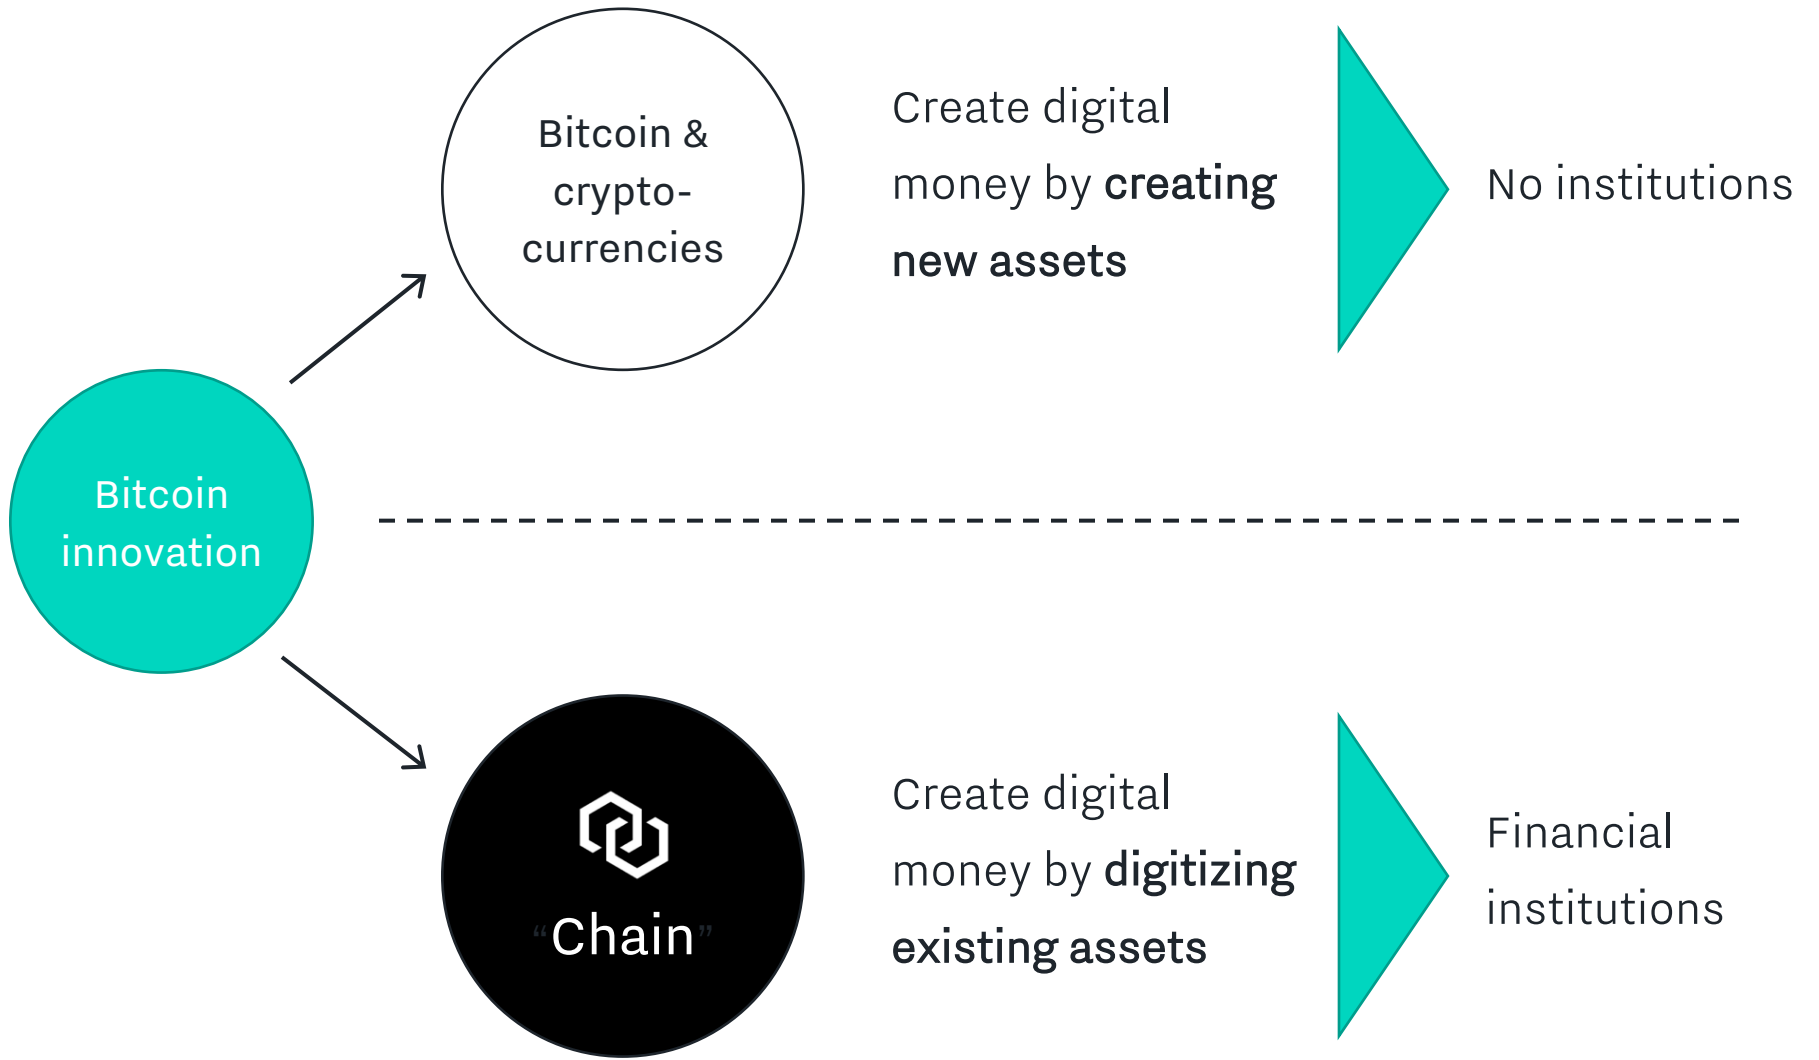 Bitcoin &
crypto-
currencies
Create digital
money by creating
new assets
No institutions
Bitcoin
innovation
“Chain”
Create digital
money by digitizing
existing assets
Financial
institutions